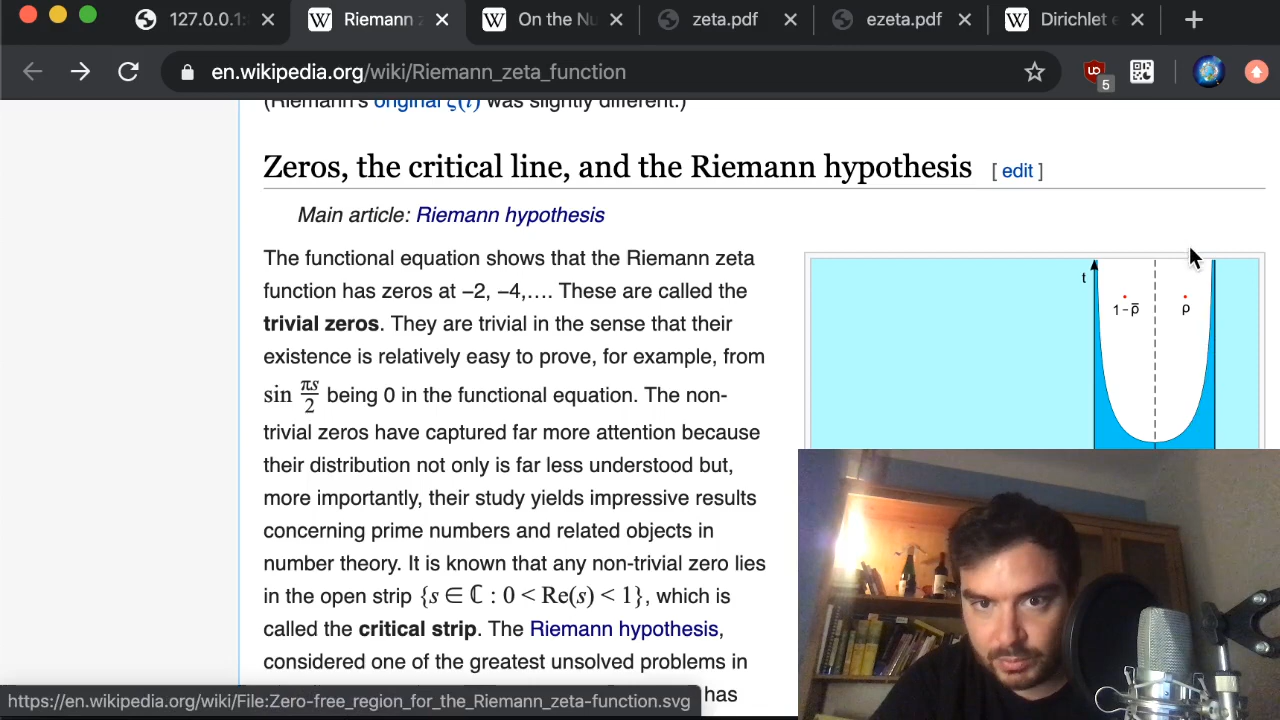 127.0.0.1:
Riemann z
On the Nu
zeta.pdf
ezeta.pdf
Dirichlet e
en.wikipedia.org/wiki/Riemann_zeta_function
5
(Riemann's original ξ(t) was slightly different.)
Zeros, the critical line, and the Riemann hypothesis [ edit ]
Main article: Riemann hypothesis
The functional equation shows that the Riemann zeta
function has zeros at −2, −4,.... These are called the
trivial zeros. They are trivial in the sense that their
existence is relatively easy to prove, for example, from
sin πs/2 being 0 in the functional equation. The non-
trivial zeros have captured far more attention because
their distribution not only is far less understood but,
more importantly, their study yields impressive results
concerning prime numbers and related objects in
number theory. It is known that any non-trivial zero lies
in the open strip {s ∈ ℂ : 0 < Re(s) < 1}, which is
called the critical strip. The Riemann hypothesis,
considered one of the greatest unsolved problems in
has
t
1-ρ̅
ρ
https://en.wikipedia.org/wiki/File:Zero-free_region_for_the_Riemann_zeta-function.svg